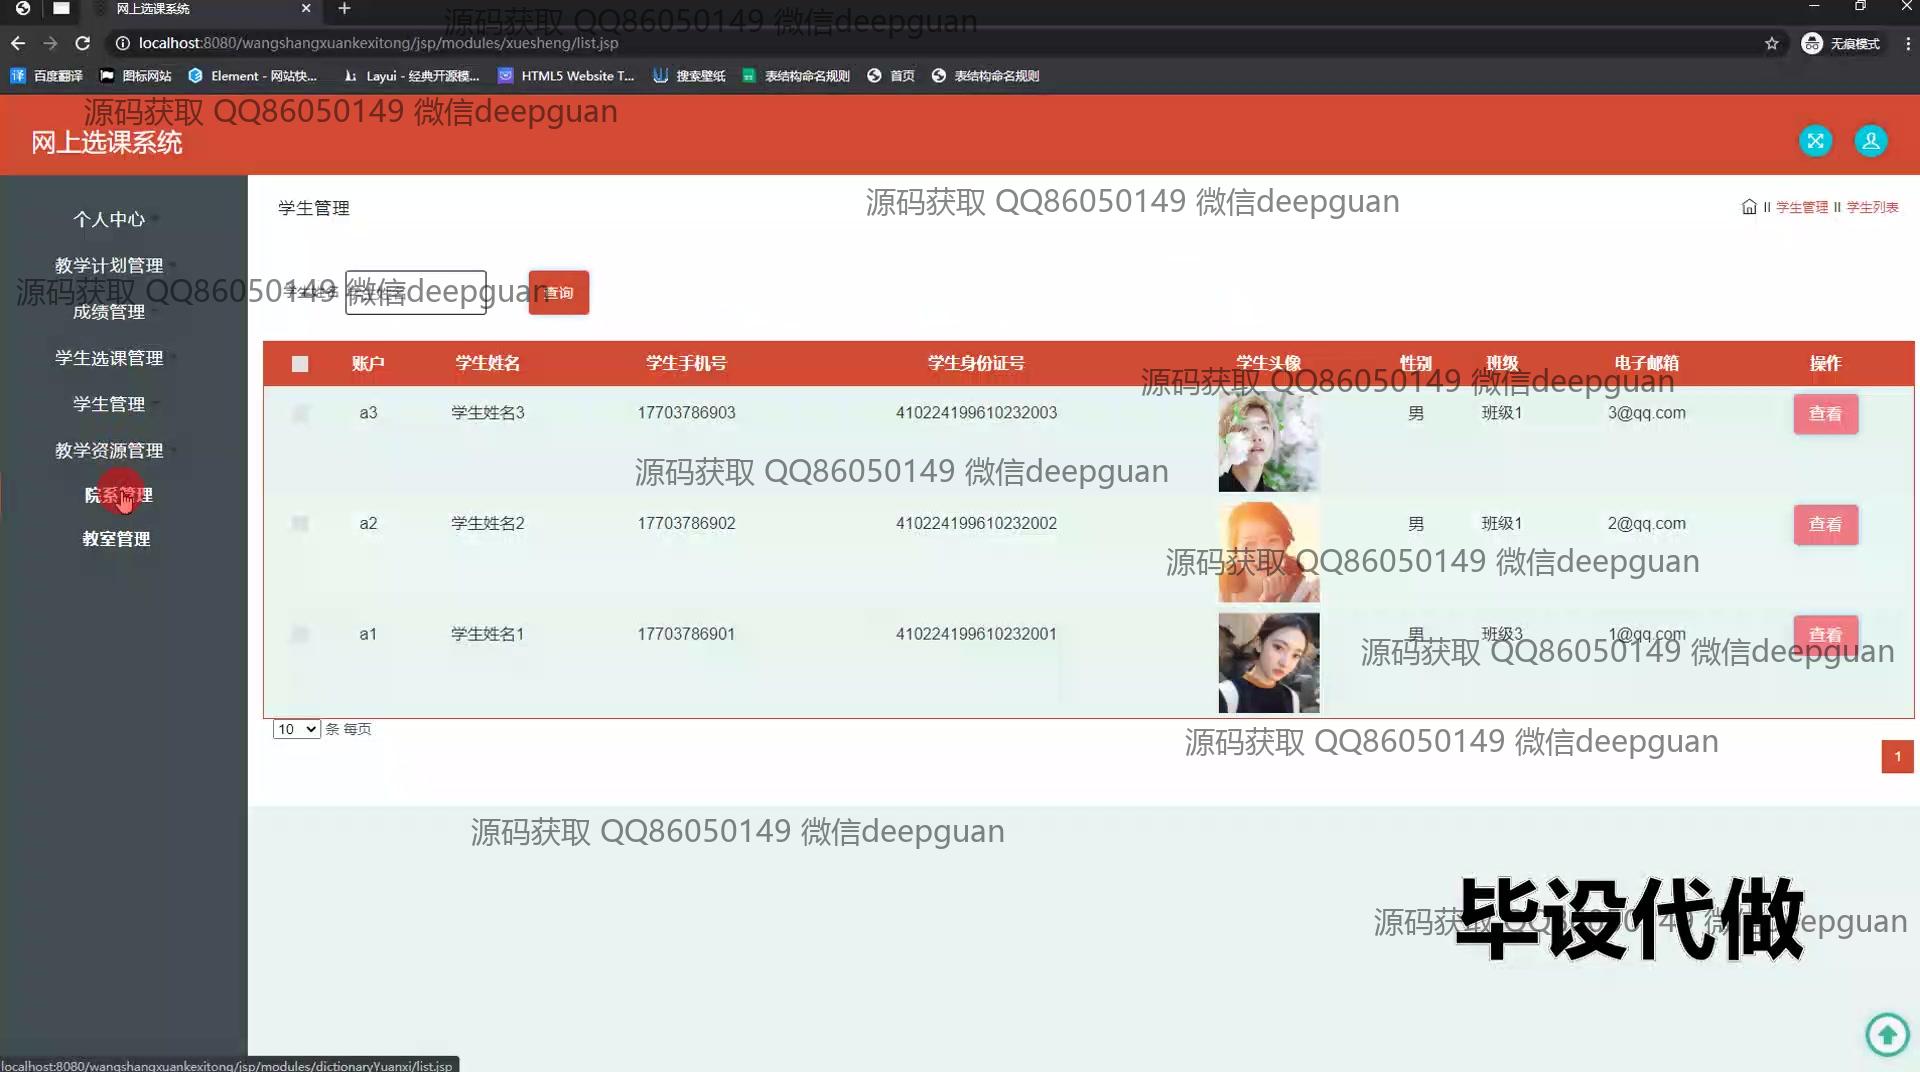 网上选课系统
源码获取 QQ86050149 微信deepguan
localhost:8080/wangshangxuankexitong/jsp/modules/xuesheng/list.jsp
无痕模式
百度翻译 图标网站 Element - 网站快... Layui - 经典开源模... HTML5 Website T... 搜索壁纸 表结构命名规则 首页 表结构命名规则
源码获取 QQ86050149 微信deepguan
网上选课系统
个人中心
教学计划管理
成绩管理
学生选课管理
学生管理
教学资源管理
院系管理
教室管理
学生管理
源码获取 QQ86050149 微信deepguan
学生管理 学生列表
源码获取 QQ86050149 微信deepguan
查询
账户 学生姓名 学生手机号 学生身份证号 学生头像 性别 班级 电子邮箱 操作
源码获取 QQ86050149 微信deepguan
a3 学生姓名3 17703786903 410224199610232003 男 班级1 3@qq.com 查看
源码获取 QQ86050149 微信deepguan
a2 学生姓名2 17703786902 410224199610232002 男 班级1 2@qq.com 查看
源码获取 QQ86050149 微信deepguan
a1 学生姓名1 17703786901 410224199610232001 男 班级3 1@qq.com 查看
源码获取 QQ86050149 微信deepguan
10 条 每页
源码获取 QQ86050149 微信deepguan
1
源码获取 QQ86050149 微信deepguan
毕设代做
源码获取 QQ86050149 微信deepguan
localhost:8080/wangshangxuankexitong/jsp/modules/dictionaryYuanxi/list.jsp